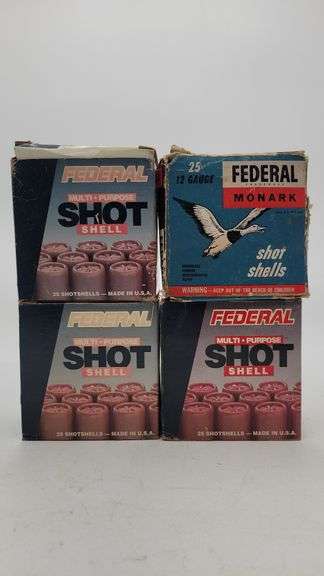 FEDERAL
MULTI • PURPOSE
SHOT
SHELL
25 SHOTSHELLS — MADE IN U.S.A.
25
12 GAUGE
FEDERAL
MONARK
shot
shells
WARNING— KEEP OUT OF THE REACH OF CHILDREN
FEDERAL
MULTI • PURPOSE
SHOT
SHELL
25 SHOTSHELLS — MADE IN U.S.A.
FEDERAL
MULTI • PURPOSE
SHOT
SHELL
25 SHOTSHELLS — MADE IN U.S.A.